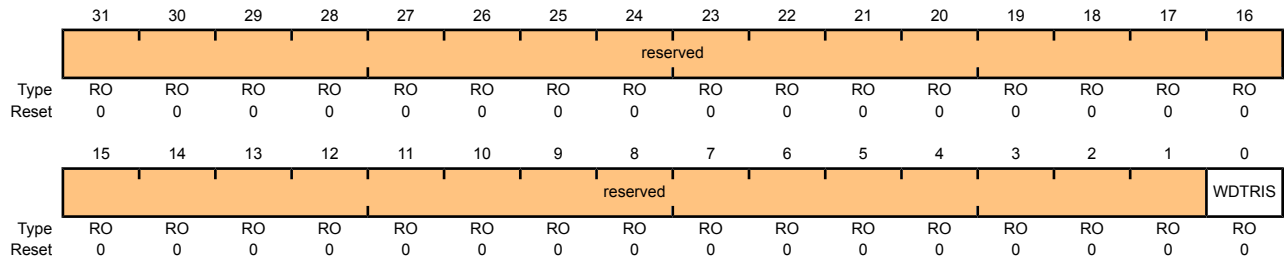 31 30 29 28 27 26 25 24 23 22 21 20 19 18 17 16
reserved
Type RO RO RO RO RO RO RO RO RO RO RO RO RO RO RO RO
Reset 0 0 0 0 0 0 0 0 0 0 0 0 0 0 0 0
15 14 13 12 11 10 9 8 7 6 5 4 3 2 1 0
reserved WDTRIS
Type RO RO RO RO RO RO RO RO RO RO RO RO RO RO RO RO
Reset 0 0 0 0 0 0 0 0 0 0 0 0 0 0 0 0